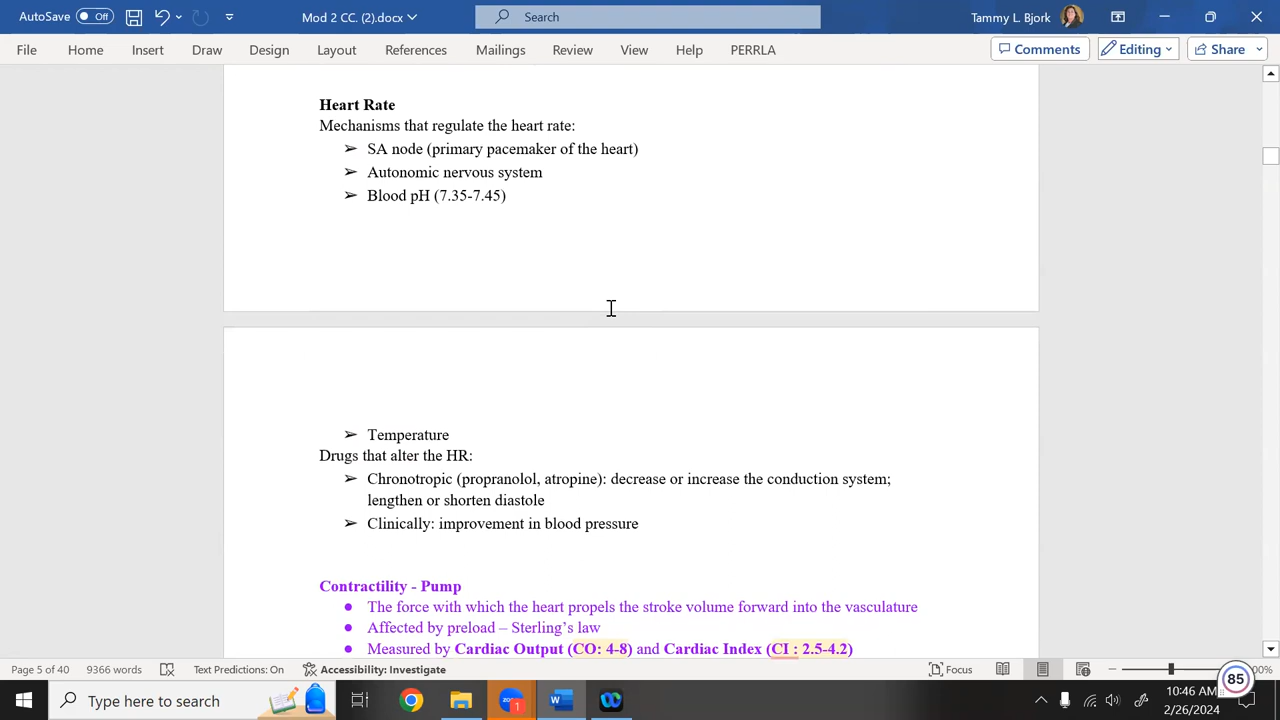 AutoSave Off Mod 2 CC. (2).docx Search Tammy L. Bjork
File Home Insert Draw Design Layout References Mailings Review View Help PERRLA Comments Editing Share
Heart Rate
Mechanisms that regulate the heart rate:
➢ SA node (primary pacemaker of the heart)
➢ Autonomic nervous system
➢ Blood pH (7.35-7.45)
➢ Temperature
Drugs that alter the HR:
➢ Chronotropic (propranolol, atropine): decrease or increase the conduction system;
lengthen or shorten diastole
➢ Clinically: improvement in blood pressure
Contractility - Pump
● The force with which the heart propels the stroke volume forward into the vasculature
● Affected by preload – Sterling’s law
● Measured by Cardiac Output (CO: 4-8) and Cardiac Index (CI : 2.5-4.2)
Page 5 of 40 9366 words Text Predictions: On Accessibility: Investigate Focus 00%
85
Type here to search 1 10:46 AM
2/26/2024